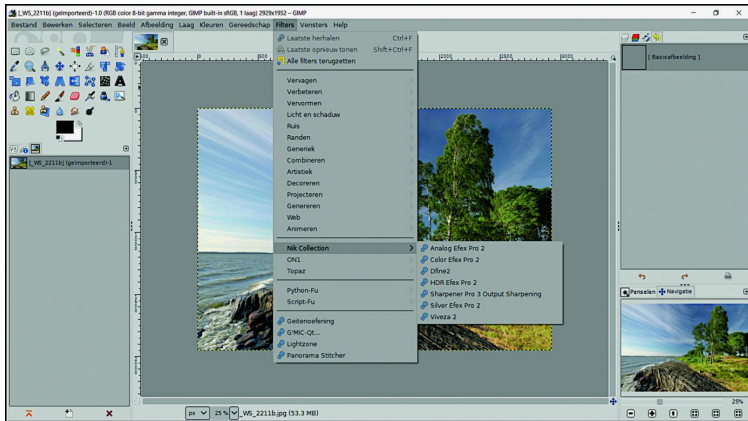 [_WS_2211b] (geïmporteerd)-1.0 (RGB color 8-bit gamma integer, GIMP built-in sRGB, 1 laag) 2929x1952 – GIMP
Bestand Bewerken Selecteren Beeld Afbeelding Laag Kleuren Gereedschap Filters Vensters Help
Laatste herhalen Ctrl+F
Laatste opnieuw tonen Shift+Ctrl+F
Alle filters terugzetten
Vervagen
Verbeteren
Vervormen
Licht en schaduw
Ruis
Randen
Generiek
Combineren
Artistiek
Decoreren
Projecteren
Genereren
Web
Animeren
Nik Collection
ON1
Topaz
Python-Fu
Script-Fu
Geitenoefening
G'MIC-Qt...
Lightzone
Panorama Stitcher
Analog Efex Pro 2
Color Efex Pro 2
Dfine2
HDR Efex Pro 2
Sharpener Pro 3 Output Sharpening
Silver Efex Pro 2
Viveza 2
[_WS_2211b] (geïmporteerd)-1
[ Basisafbeelding ]
Penselen Navigatie
25%
px 25 % _WS_2211b.jpg (53.3 MB)